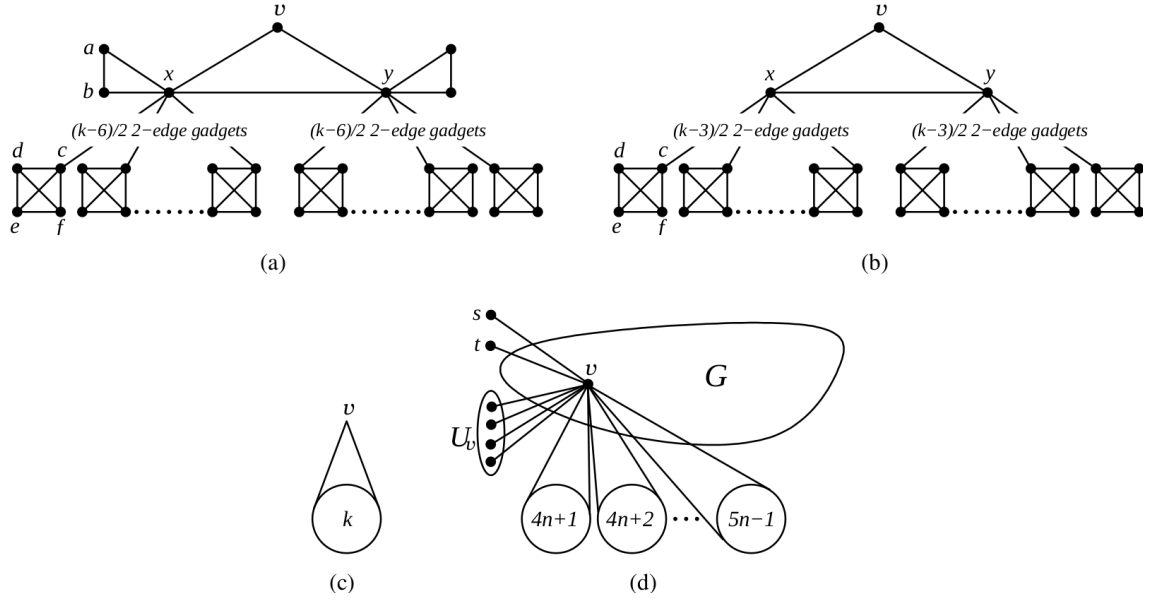 v
v
a
x
y
x
y
b
(k−6)/2 2−edge gadgets
(k−6)/2 2−edge gadgets
(k−3)/2 2−edge gadgets
(k−3)/2 2−edge gadgets
d c
d c
e f
e f
(a)
(b)
s
t
v
G
v
U_v
k
4n+1
4n+2
5n−1
(c)
(d)